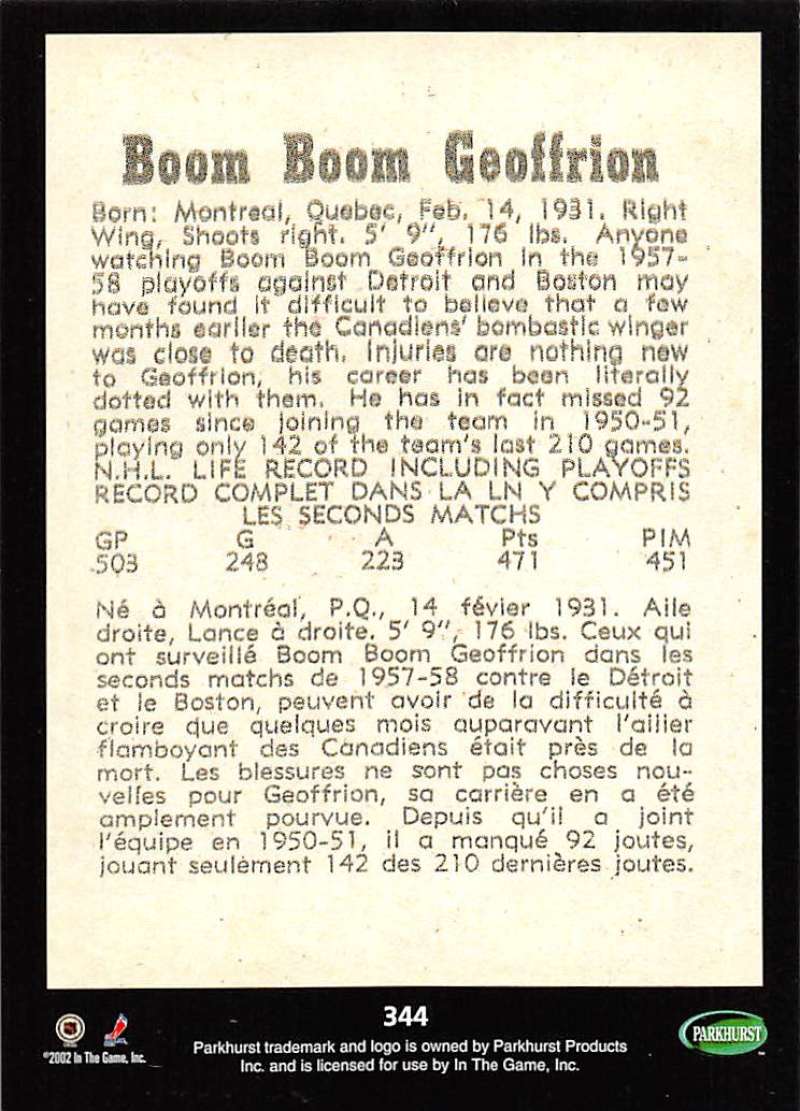 Boom Boom Geoffrion
Born: Montreal, Quebec, Feb. 14, 1931. Right
Wing, Shoots right. 5' 9", 176 lbs. Anyone
watching Boom Boom Geoffrion in the 1957-
58 playoffs against Detroit and Boston may
have found it difficult to believe that a few
months earlier the Canadiens' bombastic winger
was close to death. Injuries are nothing new
to Geoffrion, his career has been literally
dotted with them. He has in fact missed 92
games since joining the team in 1950-51,
playing only 142 of the team's last 210 games.
N.H.L. LIFE RECORD INCLUDING PLAYOFFS
RECORD COMPLET DANS LA LN Y COMPRIS
LES SECONDS MATCHS
GP G A Pts PIM
503 248 223 471 451
Né à Montréal, P.Q., 14 févier 1931. Aile
droite, Lance à droite. 5' 9", 176 lbs. Ceux qui
ont surveillé Boom Boom Geoffrion dans les
seconds matchs de 1957-58 contre le Détroit
et le Boston, peuvent avoir de la difficulté à
croire que quelques mois auparavant l'ailier
flamboyant des Canadiens était près de la
mort. Les blessures ne sont pas choses nou-
velles pour Geoffrion, sa carrière en a été
amplement pourvue. Depuis qu'il a joint
l'équipe en 1950-51, il a manqué 92 joutes,
jouant seulement 142 des 210 dernières joutes.
344
©2002 In The Game, Inc.
Parkhurst trademark and logo is owned by Parkhurst Products
Inc. and is licensed for use by In The Game, Inc.
PARKHURST